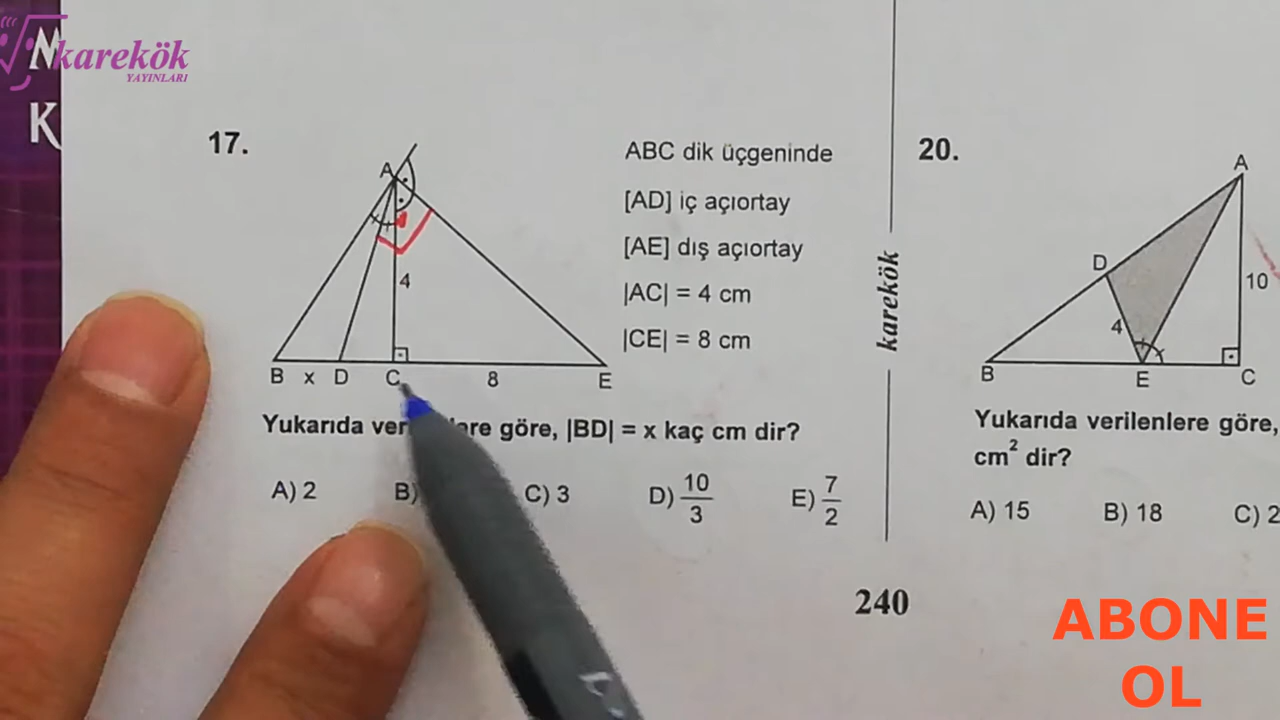 N
K
karekök
YAYINLARI
17.
A
4
B x D C 8 E
ABC dik üçgeninde
[AD] iç açıortay
[AE] dış açıortay
|AC| = 4 cm
|CE| = 8 cm
Yukarıda göre, |BD| = x kaç cm dir?
A) 2 B) C) 3 D) 10/3 E) 7/2
karekök
240
20.
A
D
10
4
B E C
Yukarıda verilenlere göre,
cm² dir?
A) 15 B) 18 C) 2
ABONE
OL